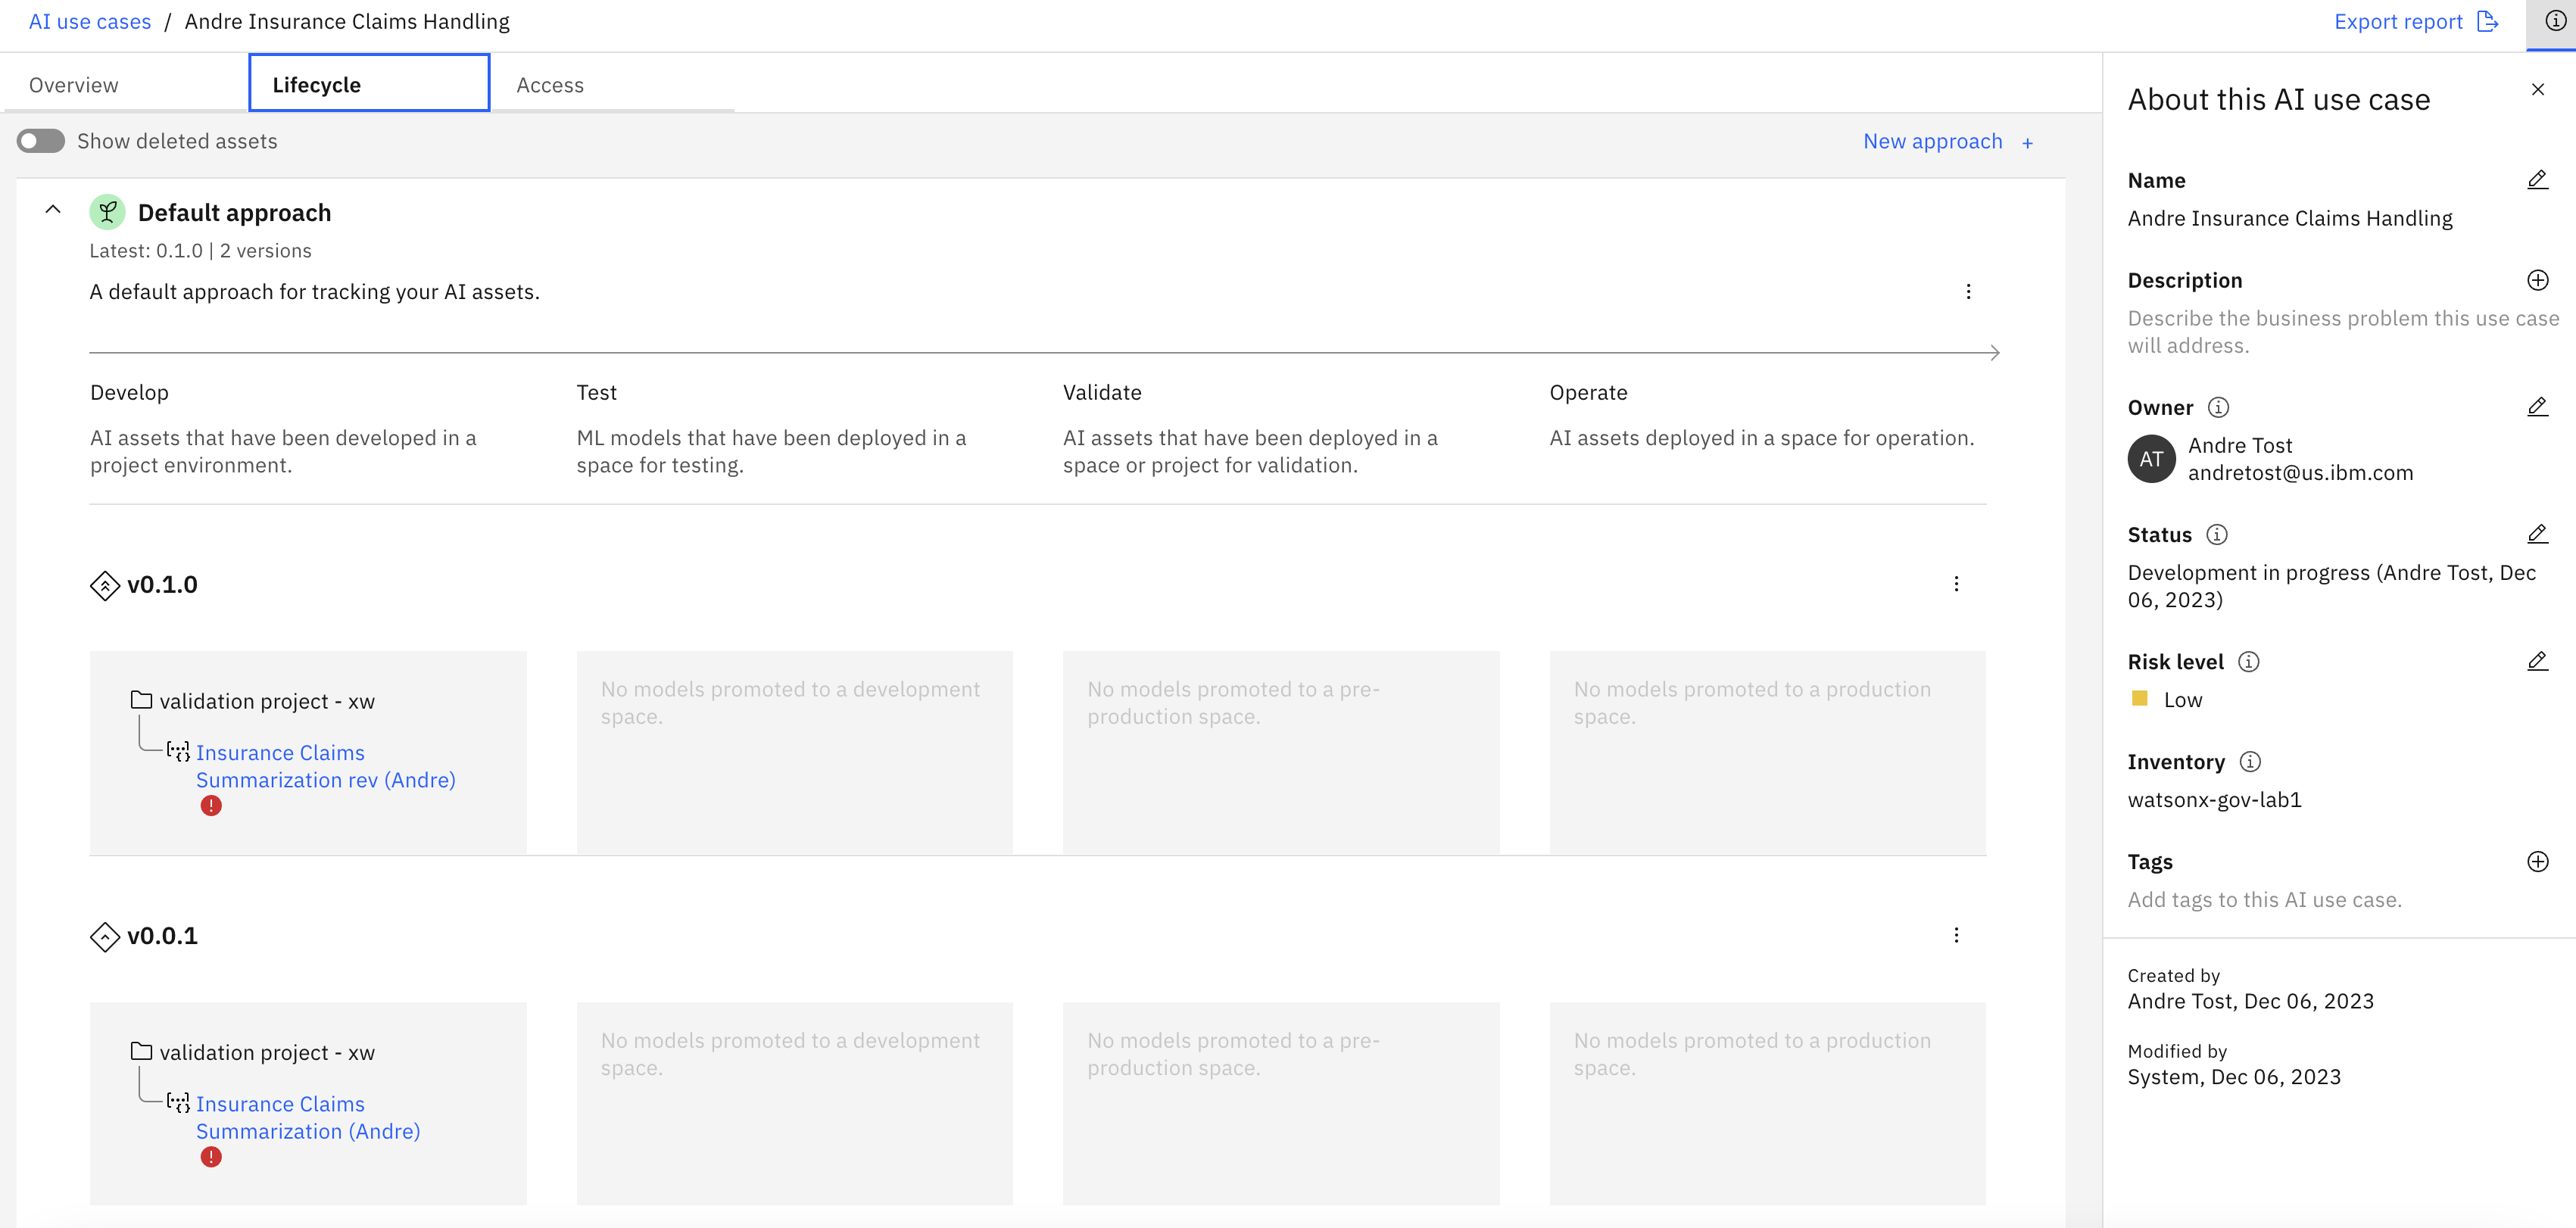 AI use cases / Andre Insurance Claims Handling
Export report
Overview
Lifecycle
Access
Show deleted assets
New approach +
Default approach
Latest: 0.1.0 | 2 versions
A default approach for tracking your AI assets.
Develop
AI assets that have been developed in a
project environment.
Test
ML models that have been deployed in a
space for testing.
Validate
AI assets that have been deployed in a
space or project for validation.
Operate
AI assets deployed in a space for operation.
v0.1.0
validation project - xw
Insurance Claims
Summarization rev (Andre)
No models promoted to a development
space.
No models promoted to a pre-
production space.
No models promoted to a production
space.
v0.0.1
validation project - xw
Insurance Claims
Summarization (Andre)
No models promoted to a development
space.
No models promoted to a pre-
production space.
No models promoted to a production
space.
About this AI use case
Name
Andre Insurance Claims Handling
Description
Describe the business problem this use case
will address.
Owner
AT
Andre Tost
andretost@us.ibm.com
Status
Development in progress (Andre Tost, Dec
06, 2023)
Risk level
Low
Inventory
watsonx-gov-lab1
Tags
Add tags to this AI use case.
Created by
Andre Tost, Dec 06, 2023
Modified by
System, Dec 06, 2023